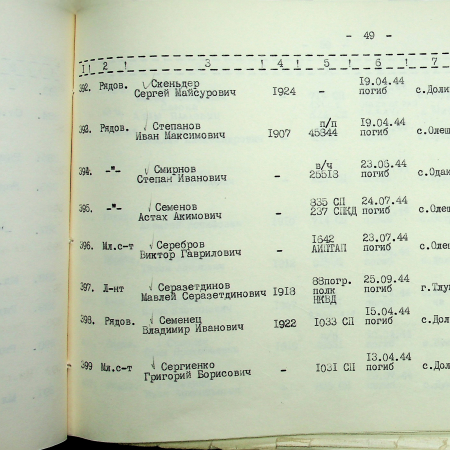 - 49 -
1 ! 2 ! 3 ! 4 ! 5 ! 6 ! 7
392. Рядов. Скеньдер Сергей Майсурович 1924 - 19.04.44 погиб с.Доли
393. Рядов. Степанов Иван Максимович 1907 п/п 45344 19.04.44 погиб с.Олеш
394. -"- Смирнов Степан Иванович - в/ч 25513 23.06.44 погиб с.Одаи
395. -"- Семенов Астах Акимович - 835 СП 237 СПКД 24.07.44 погиб с.Олеш
396. Мл.с-т Серебров Виктор Гаврилович - 1642 АИПТАП 23.07.44 погиб с.Олеш
397. Л-нт Серазетдинов Мавлей Серазетдинович 1918 88погр. полк НКВД 25.09.44 погиб г.Тлу
398. Рядов. Семенец Владимир Иванович 1922 1033 СП 15.04.44 погиб с.Дол
399 Мл.с-т Сергиенко Григорий Борисович - 1031 СП 13.04.44 погиб с.Дол